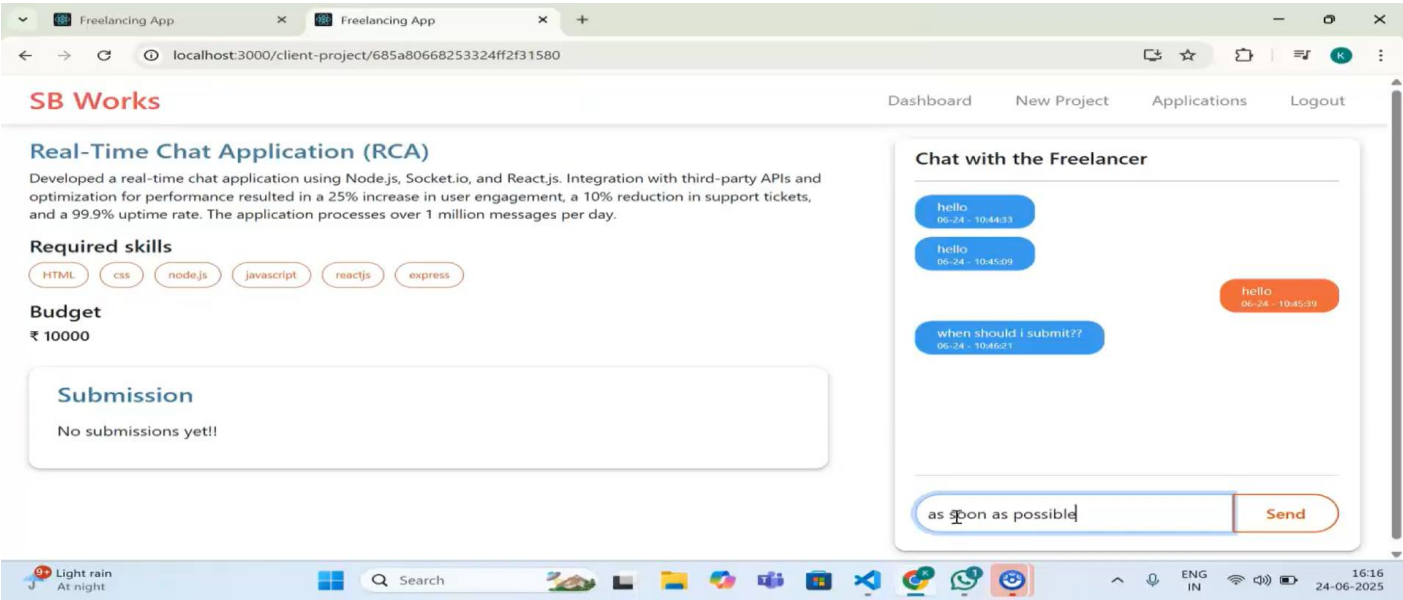 Freelancing App
Freelancing App
localhost:3000/client-project/685a80668253324ff2f31580
K
SB Works
Dashboard
New Project
Applications
Logout
Real-Time Chat Application (RCA)
Developed a real-time chat application using Node.js, Socket.io, and React.js. Integration with third-party APIs and
optimization for performance resulted in a 25% increase in user engagement, a 10% reduction in support tickets,
and a 99.9% uptime rate. The application processes over 1 million messages per day.
Required skills
HTML
css
node.js
javascript
reactjs
express
Budget
₹ 10000
Submission
No submissions yet!!
Chat with the Freelancer
hello
06-24 - 10:44:33
hello
06-24 - 10:45:09
hello
06-24 - 10:45:39
when should i submit??
06-24 - 10:46:21
as soon as possible
Send
9+
Light rain
At night
Search
K
1
ENG
IN
16:16
24-06-2025